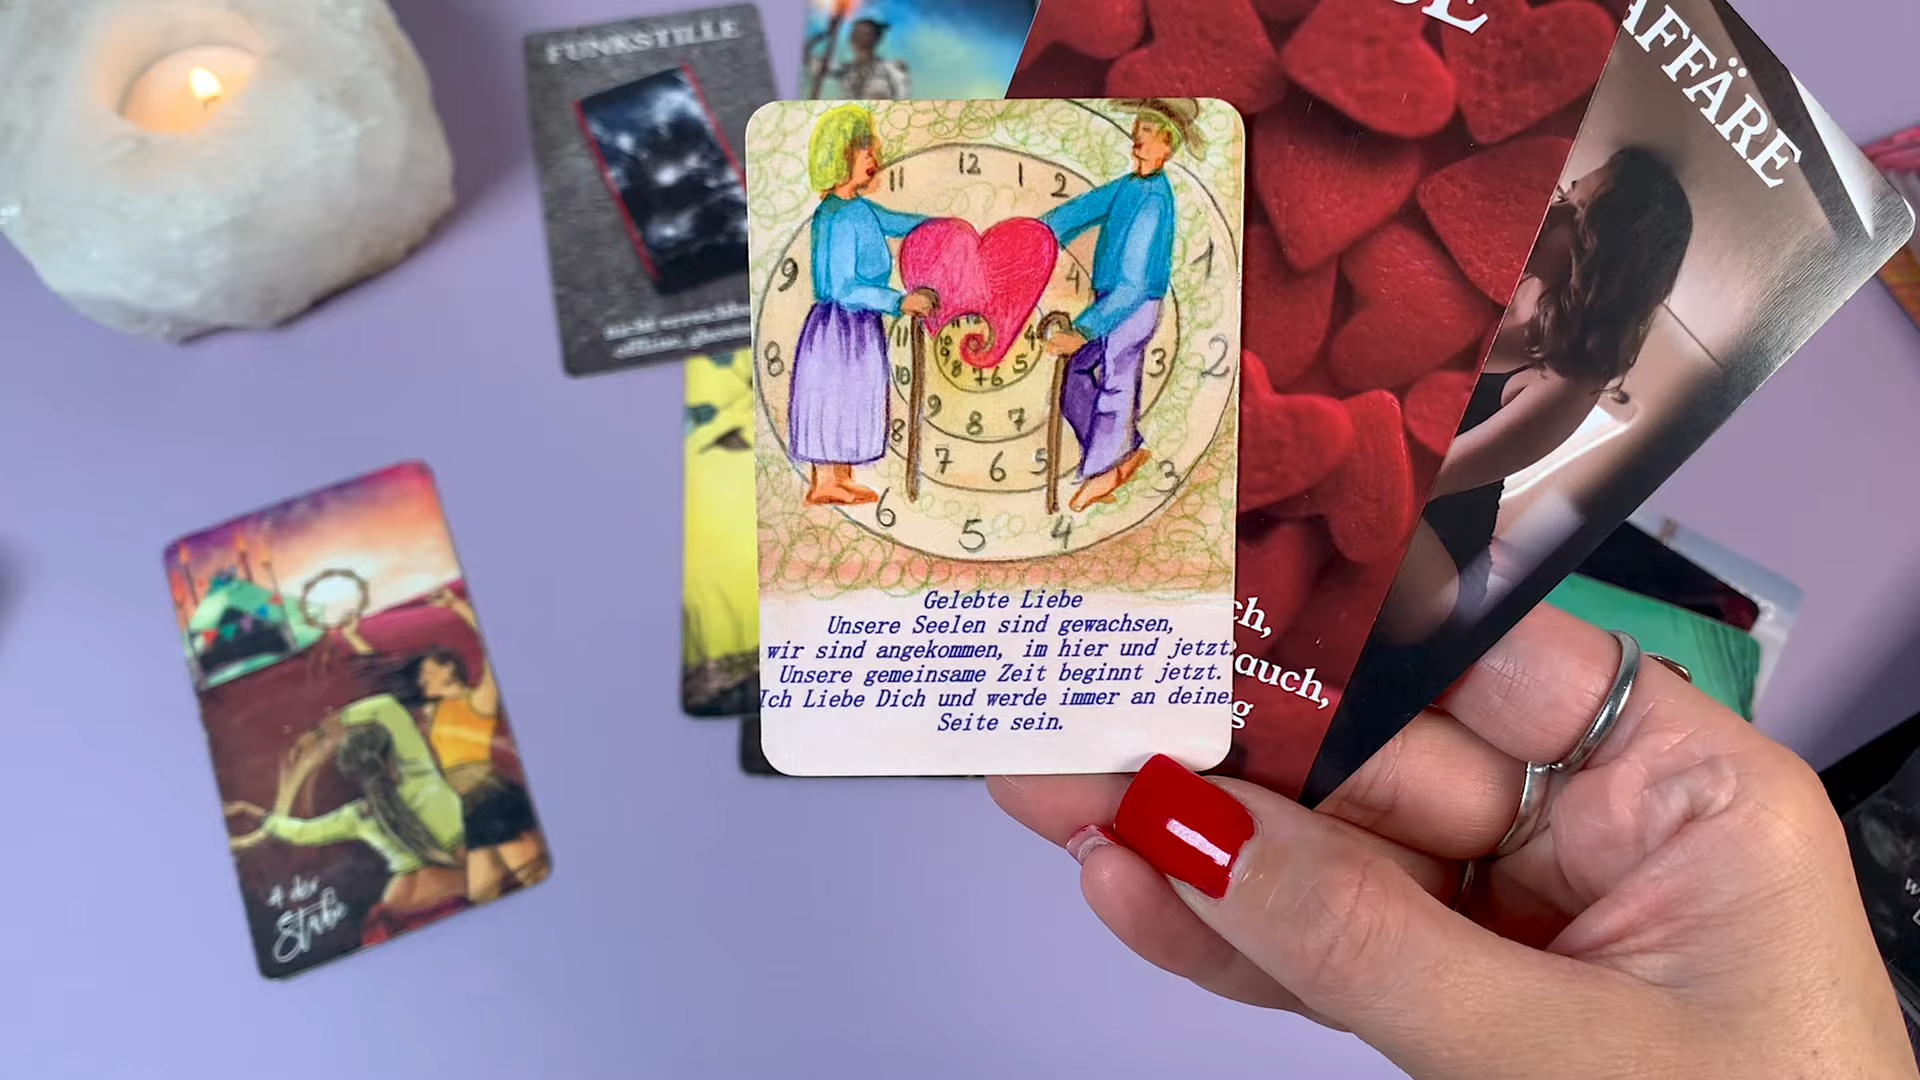 FUNKSTILLE
AFFÄRE
12
11 1 2
9 4 1
8 3 2
9 8 7
7 6 5 3
6 5 4
Gelebte Liebe
Unsere Seelen sind gewachsen,
wir sind angekommen, im hier und jetzt.
Unsere gemeinsame Zeit beginnt jetzt.
Ich Liebe Dich und werde immer an deiner
Seite sein.
ch,
auch,
g
4 der
Stäbe